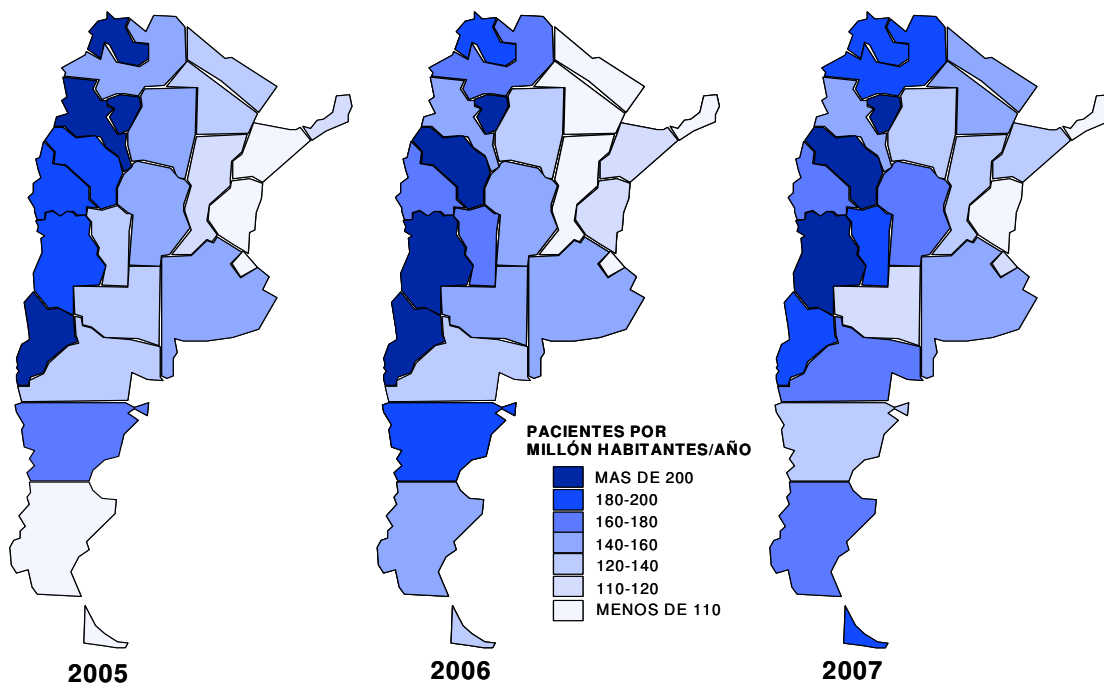 PACIENTES POR
MILLÓN HABITANTES/AÑO
MAS DE 200
180-200
160-180
140-160
120-140
110-120
MENOS DE 110
2005
2006
2007